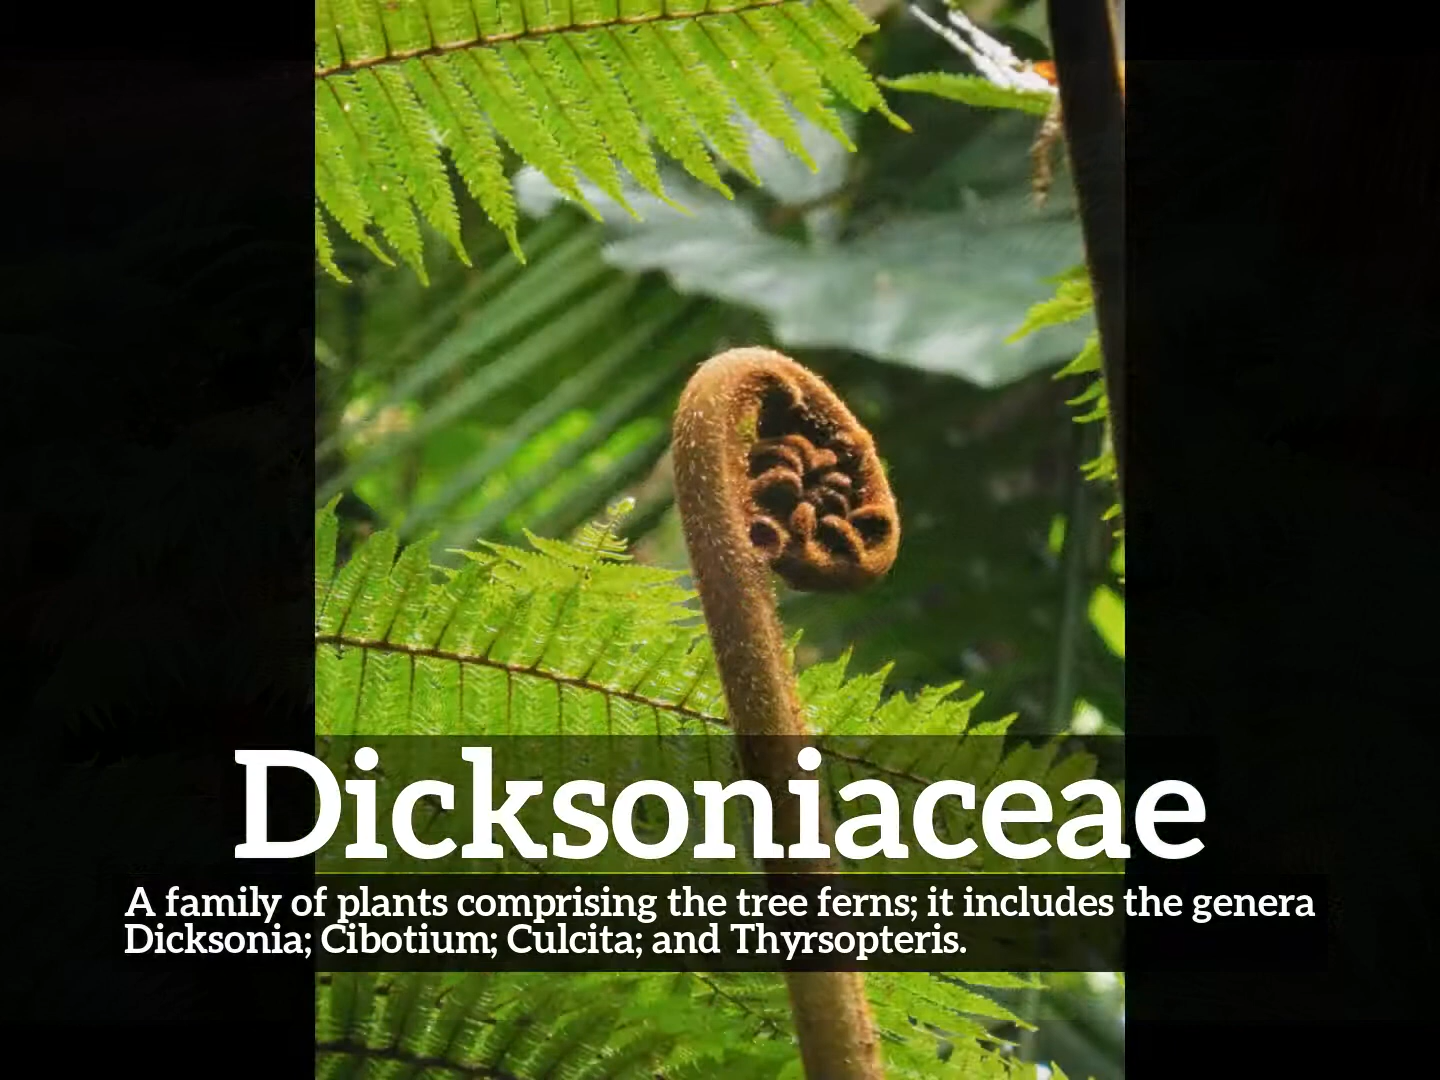 Dicksoniaceae
A family of plants comprising the tree ferns; it includes the genera
Dicksonia; Cibotium; Culcita; and Thyrsopteris.